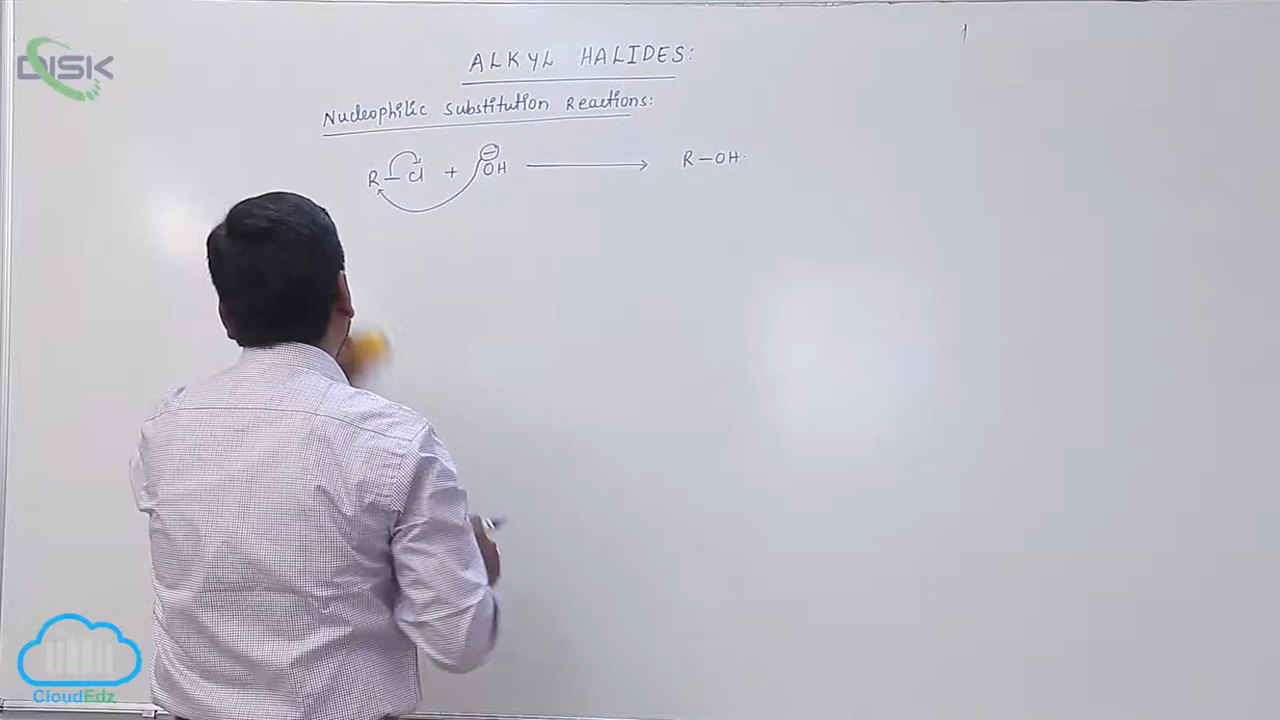 DISK
ALKYL HALIDES:
Nucleophilic Substitution Reactions:
R–Cl + ⊖OH ⟶ R–OH
CloudEdz